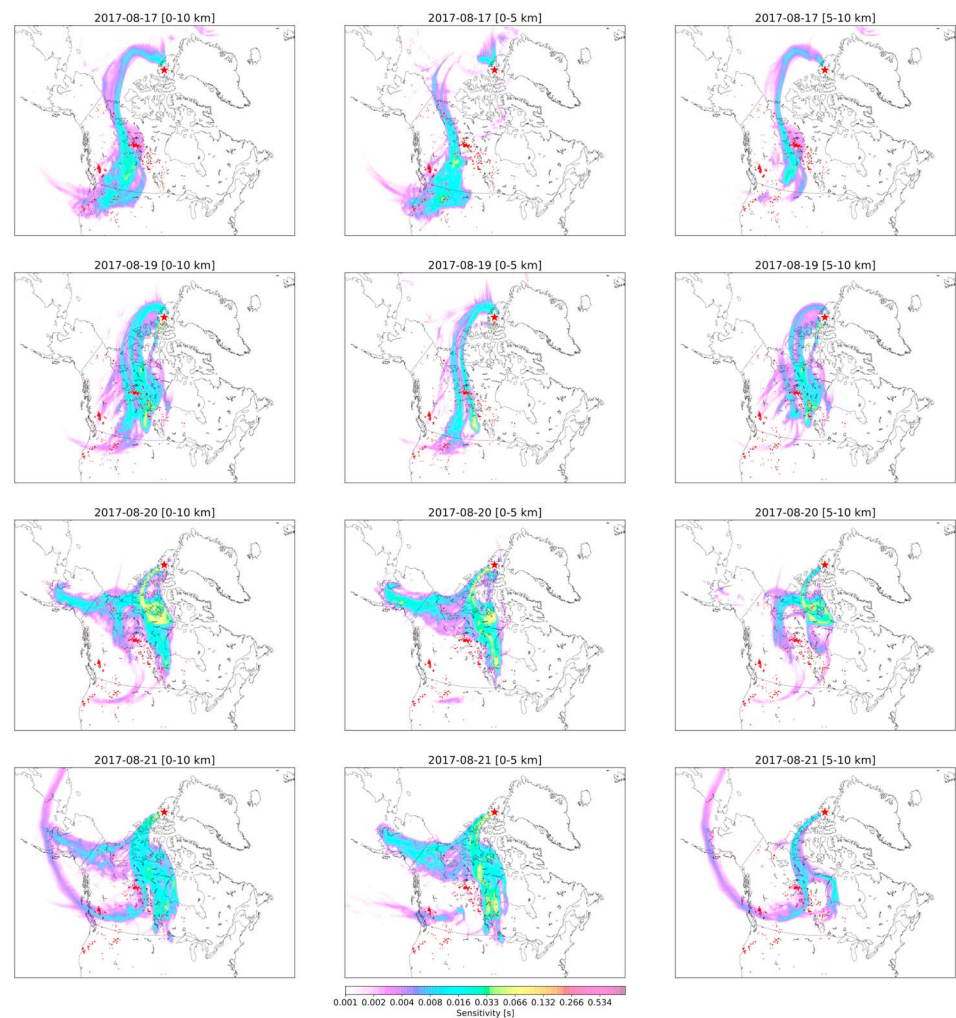 2017-08-17 [0-10 km]
2017-08-17 [0-5 km]
2017-08-17 [5-10 km]
2017-08-19 [0-10 km]
2017-08-19 [0-5 km]
2017-08-19 [5-10 km]
2017-08-20 [0-10 km]
2017-08-20 [0-5 km]
2017-08-20 [5-10 km]
2017-08-21 [0-10 km]
2017-08-21 [0-5 km]
2017-08-21 [5-10 km]
0.001 0.002 0.004 0.008 0.016 0.033 0.066 0.132 0.266 0.534
Sensitivity [s]